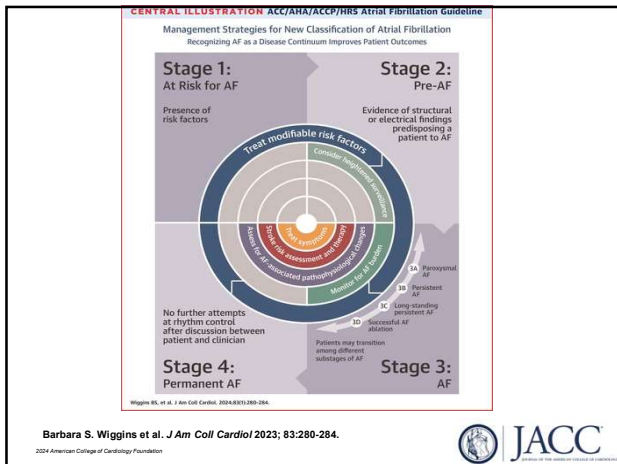 CENTRAL ILLUSTRATION ACC/AHA/ACCP/HRS Atrial Fibrillation Guideline
Management Strategies for New Classification of Atrial Fibrillation
Recognizing AF as a Disease Continuum Improves Patient Outcomes
Stage 1:
At Risk for AF
Presence of
risk factors
Stage 2:
Pre-AF
Evidence of structural
or electrical findings
predisposing a
patient to AF
Treat modifiable risk factors
Consider heightened surveillance
Treat symptoms
Stroke risk assessment and therapy
Assess for AF-associated pathophysiological changes
Monitor for AF burden
3A Paroxysmal
AF
3B Persistent
AF
3C Long-standing
persistent AF
3D Successful AF
ablation
Patients may transition
among different
substages of AF
Stage 3:
AF
No further attempts
at rhythm control
after discussion between
patient and clinician
Stage 4:
Permanent AF
Wiggins BS, et al. J Am Coll Cardiol. 2024;83(1):280-284.
Barbara S. Wiggins et al. J Am Coll Cardiol 2023; 83:280-284.
2024 American College of Cardiology Foundation
JACC
JOURNAL OF THE AMERICAN COLLEGE OF CARDIOLOGY